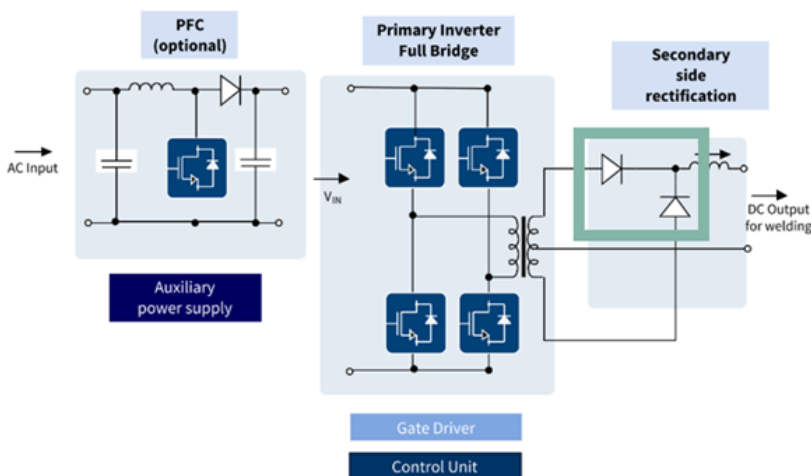 PFC
(optional)
Primary Inverter
Full Bridge
Secondary
side
rectification
AC Input
V_IN
DC Output
for welding
Auxiliary
power supply
Gate Driver
Control Unit